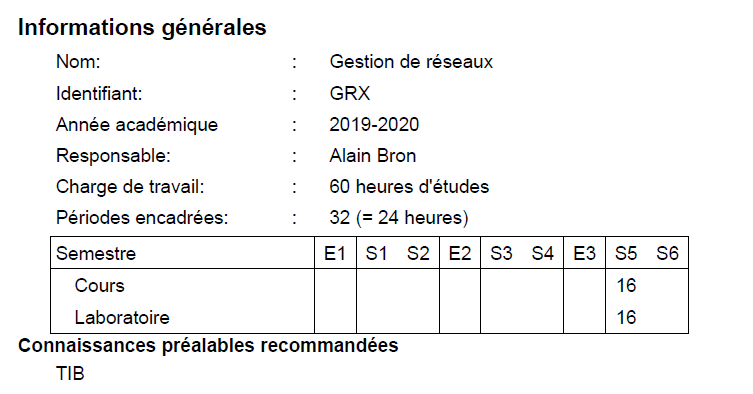 Informations générales
Nom: : Gestion de réseaux
Identifiant: : GRX
Année académique : 2019-2020
Responsable: : Alain Bron
Charge de travail: : 60 heures d'études
Périodes encadrées: : 32 (= 24 heures)
Semestre E1 S1 S2 E2 S3 S4 E3 S5 S6
Cours 16
Laboratoire 16
Connaissances préalables recommandées
TIB